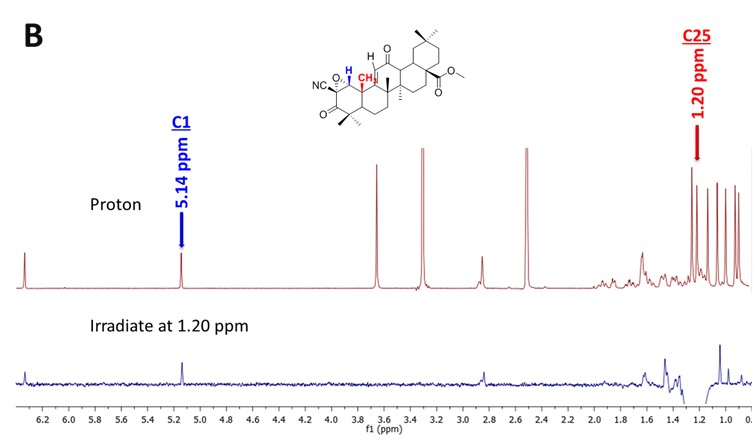 B
C1
5.14 ppm
C25
1.20 ppm
H
O
O
H
CH3
NC
O
O
O
Proton
Irradiate at 1.20 ppm
6.2 6.0 5.8 5.6 5.4 5.2 5.0 4.8 4.6 4.4 4.2 4.0 3.8 3.6 3.4 3.2 3.0 2.8 2.6 2.4 2.2 2.0 1.8 1.6 1.4 1.2 1.0 0.
f1 (ppm)